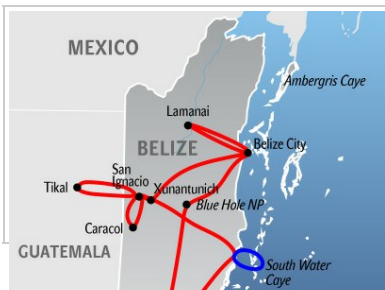 MEXICO
Ambergris Caye
Lamanai
BELIZE
Belize City
San
Ignacio
Tikal
Xunantunich
Blue Hole NP
Caracol
GUATEMALA
South Water
Caye